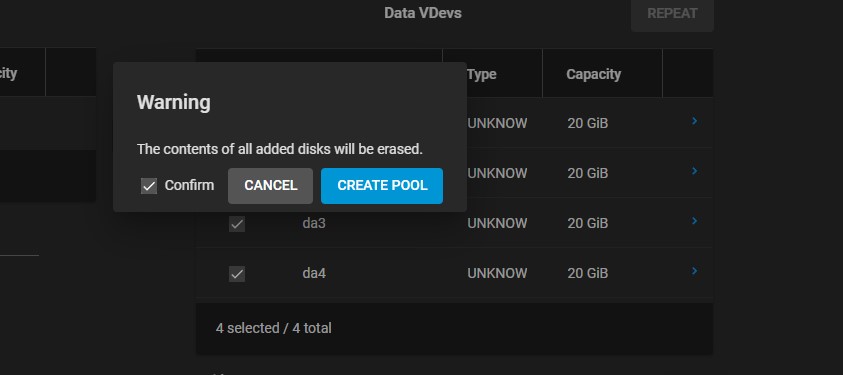 Data VDevs
REPEAT
city
Type
Capacity
Warning
The contents of all added disks will be erased.
Confirm
CANCEL
CREATE POOL
UNKNOW
20 GiB
UNKNOW
20 GiB
da3
UNKNOW
20 GiB
da4
UNKNOW
20 GiB
4 selected / 4 total